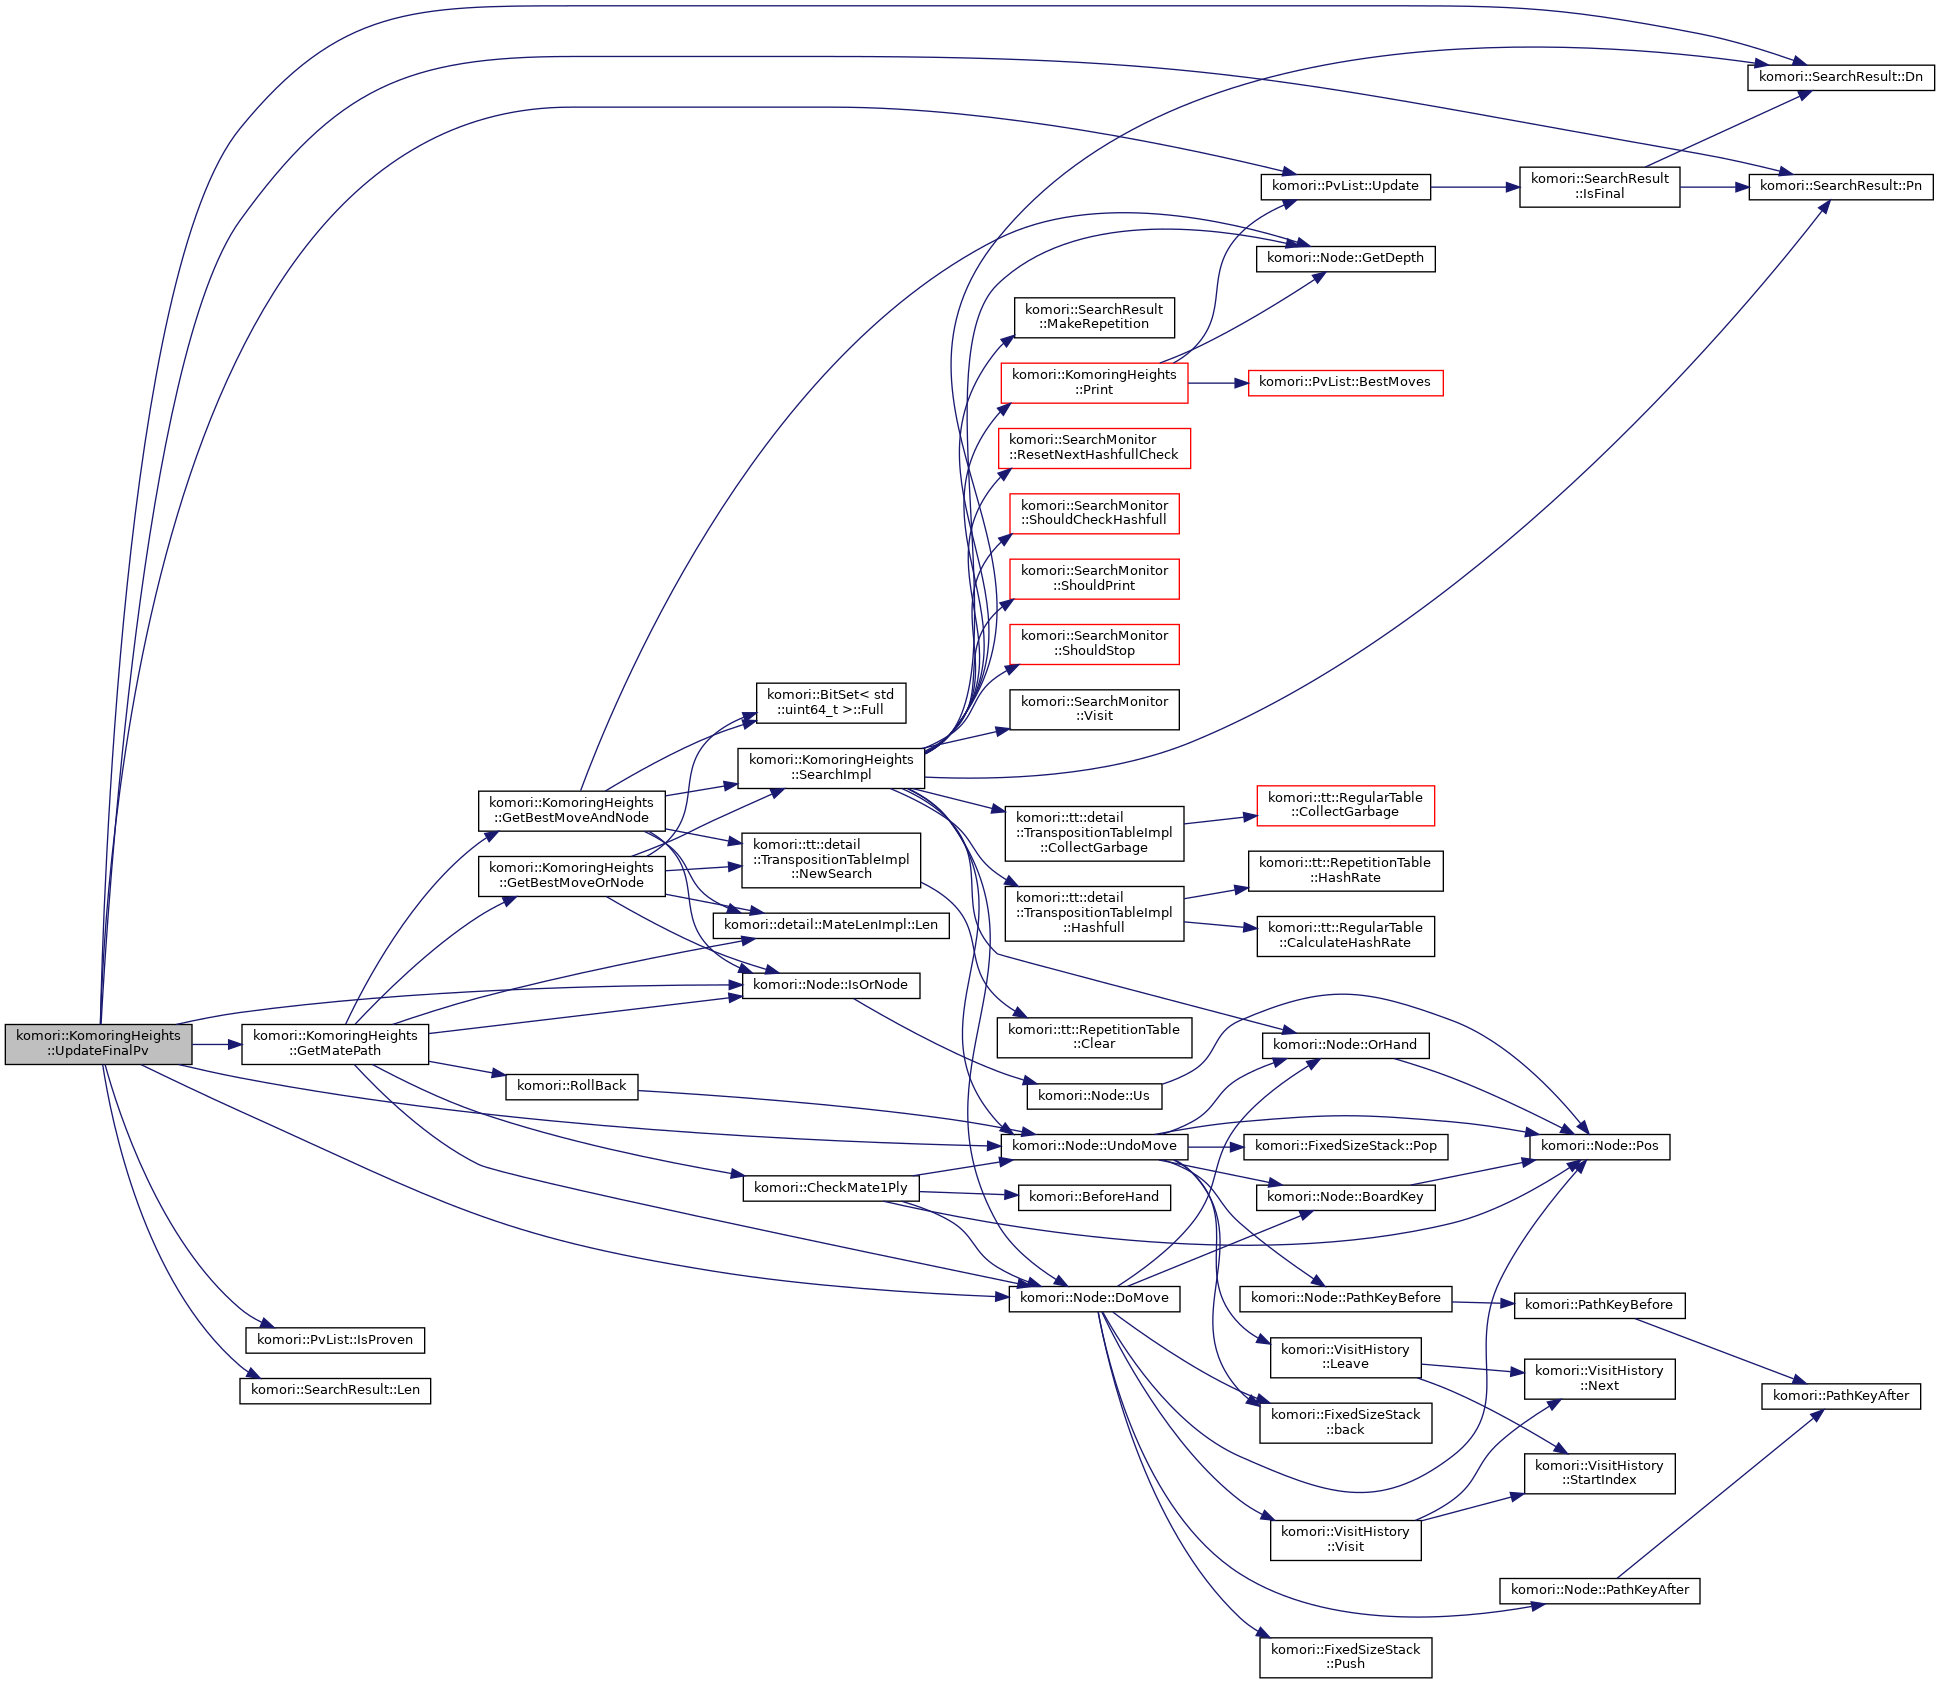 komori::KomoringHeights
::UpdateFinalPv
komori::KomoringHeights
::GetMatePath
komori::PvList::IsProven
komori::SearchResult::Len
komori::KomoringHeights
::GetBestMoveAndNode
komori::KomoringHeights
::GetBestMoveOrNode
komori::RollBack
komori::BitSet< std
::uint64_t >::Full
komori::KomoringHeights
::SearchImpl
komori::tt::detail
::TranspositionTableImpl
::NewSearch
komori::detail::MateLenImpl::Len
komori::Node::IsOrNode
komori::CheckMate1Ply
komori::SearchResult
::MakeRepetition
komori::KomoringHeights
::Print
komori::SearchMonitor
::ResetNextHashfullCheck
komori::SearchMonitor
::ShouldCheckHashfull
komori::SearchMonitor
::ShouldPrint
komori::SearchMonitor
::ShouldStop
komori::SearchMonitor
::Visit
komori::tt::detail
::TranspositionTableImpl
::CollectGarbage
komori::tt::detail
::TranspositionTableImpl
::Hashfull
komori::tt::RepetitionTable
::Clear
komori::Node::Us
komori::Node::UndoMove
komori::BeforeHand
komori::Node::DoMove
komori::PvList::Update
komori::Node::GetDepth
komori::PvList::BestMoves
komori::tt::RegularTable
::CollectGarbage
komori::tt::RepetitionTable
::HashRate
komori::tt::RegularTable
::CalculateHashRate
komori::Node::OrHand
komori::FixedSizeStack::Pop
komori::Node::BoardKey
komori::Node::PathKeyBefore
komori::VisitHistory
::Leave
komori::FixedSizeStack
::back
komori::VisitHistory
::Visit
komori::FixedSizeStack
::Push
komori::SearchResult
::IsFinal
komori::Node::Pos
komori::PathKeyBefore
komori::VisitHistory
::Next
komori::VisitHistory
::StartIndex
komori::Node::PathKeyAfter
komori::SearchResult::Dn
komori::SearchResult::Pn
komori::PathKeyAfter